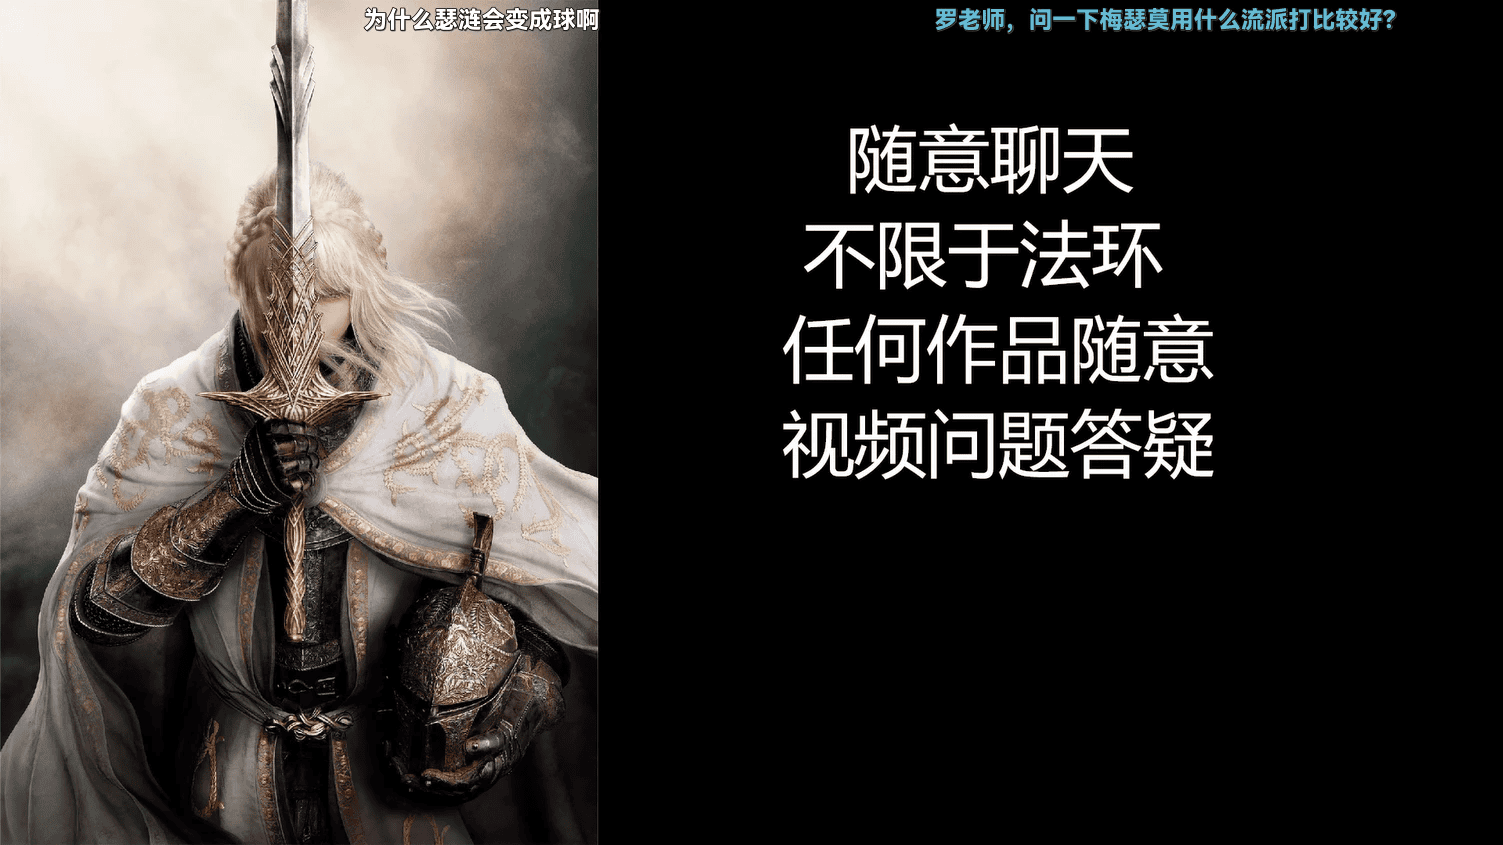 为什么瑟涟会变成球啊
罗老师，问一下梅瑟莫用什么流派打比较好？
随意聊天
不限于法环
任何作品随意
视频问题答疑